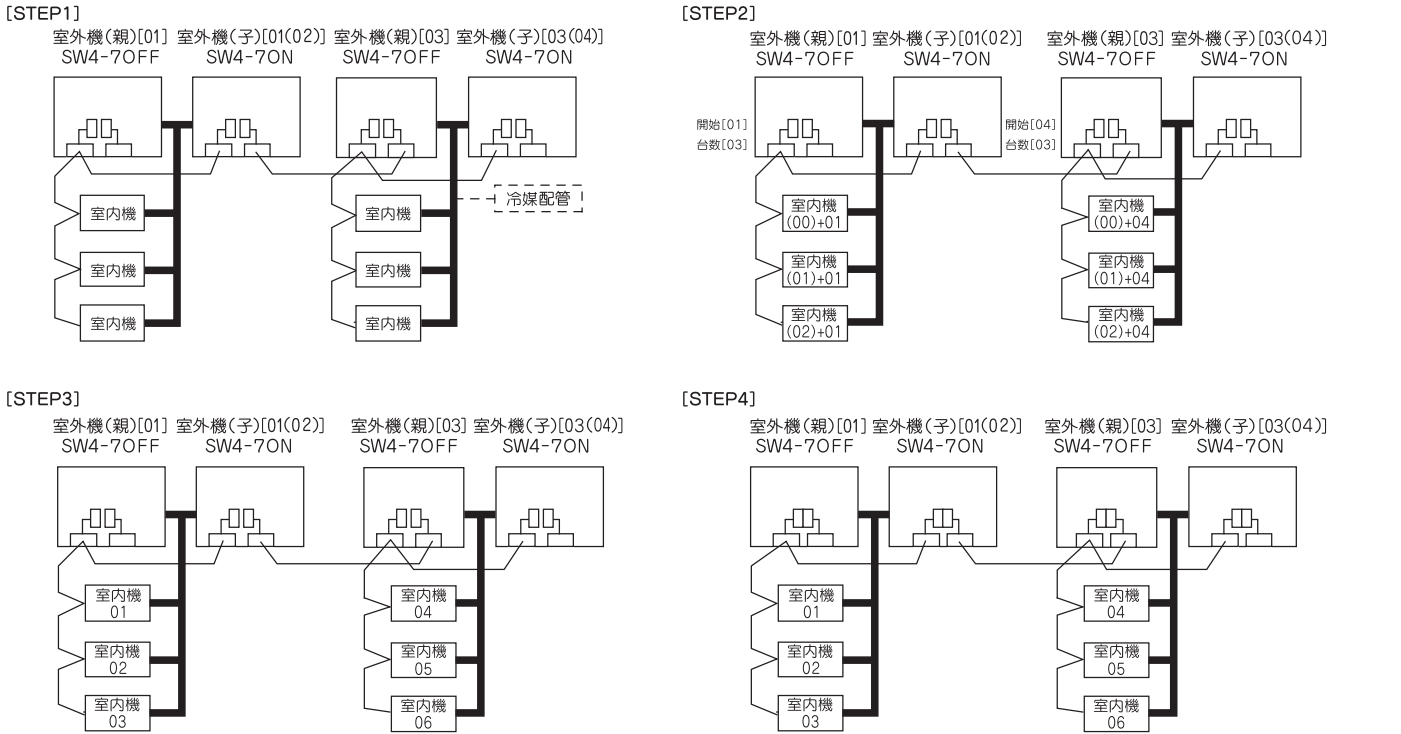 [STEP1]
室外機(親)[01] 室外機(子)[01(02)] 室外機(親)[03] 室外機(子)[03(04)]
SW4-7OFF SW4-7ON SW4-7OFF SW4-7ON
冷媒配管
室内機 室内機
室内機 室内機
室内機 室内機
[STEP2]
室外機(親)[01] 室外機(子)[01(02)] 室外機(親)[03] 室外機(子)[03(04)]
SW4-7OFF SW4-7ON SW4-7OFF SW4-7ON
開始[01] 開始[04]
台数[03] 台数[03]
室内機 室内機
(00)+01 (00)+04
室内機 室内機
(01)+01 (01)+04
室内機 室内機
(02)+01 (02)+04
[STEP3]
室外機(親)[01] 室外機(子)[01(02)] 室外機(親)[03] 室外機(子)[03(04)]
SW4-7OFF SW4-7ON SW4-7OFF SW4-7ON
室内機 室内機
01 04
室内機 室内機
02 05
室内機 室内機
03 06
[STEP4]
室外機(親)[01] 室外機(子)[01(02)] 室外機(親)[03] 室外機(子)[03(04)]
SW4-7OFF SW4-7ON SW4-7OFF SW4-7ON
室内機 室内機
01 04
室内機 室内機
02 05
室内機 室内機
03 06